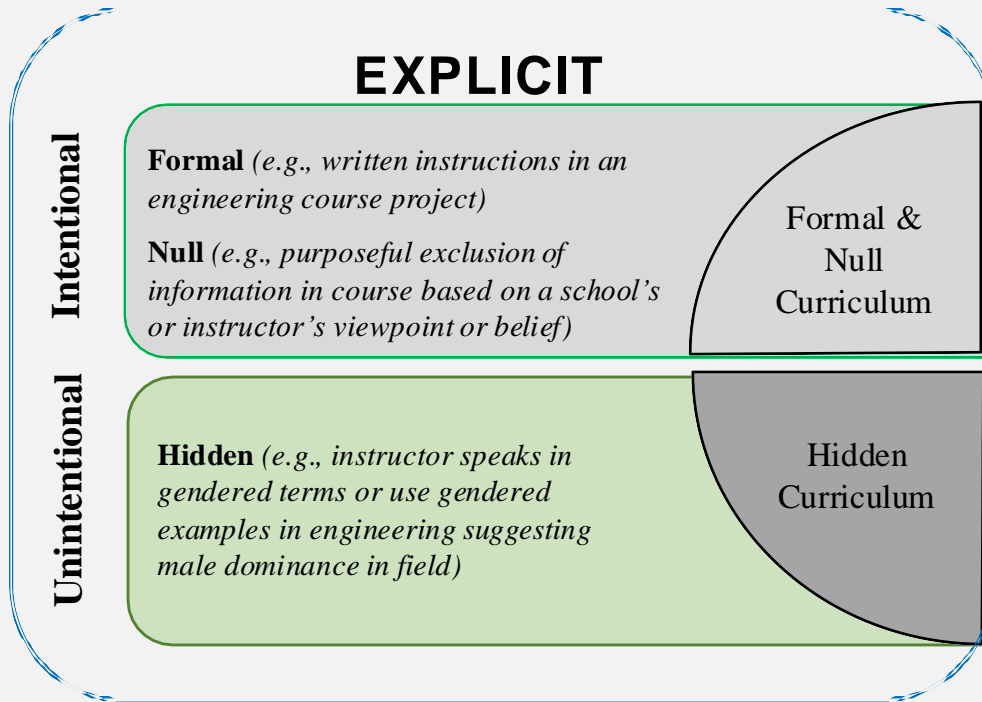 EXPLICIT
Intentional
Formal (e.g., written instructions in an
engineering course project)
Null (e.g., purposeful exclusion of
information in course based on a school’s
or instructor’s viewpoint or belief)
Formal &
Null
Curriculum
Unintentional
Hidden (e.g., instructor speaks in
gendered terms or use gendered
examples in engineering suggesting
male dominance in field)
Hidden
Curriculum